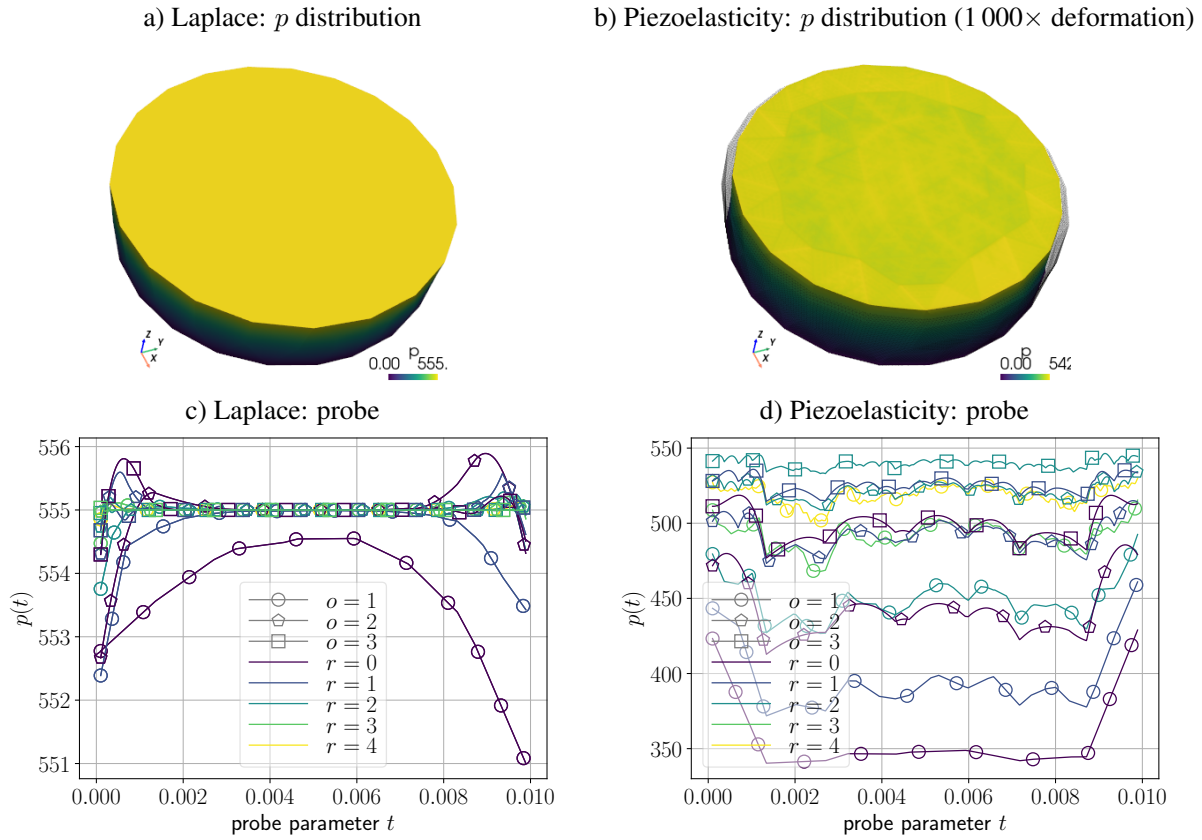 a) Laplace: p distribution
b) Piezoelasticity: p distribution (1 000× deformation)
Z
Y
X
p
0.00 555.
Z
Y
X
p
0.00 542
c) Laplace: probe
d) Piezoelasticity: probe
556
555
554
553
552
551
p(t)
o = 1
o = 2
o = 3
r = 0
r = 1
r = 2
r = 3
r = 4
0.000 0.002 0.004 0.006 0.008 0.010
probe parameter t
550
500
450
400
350
p(t)
o = 1
o = 2
o = 3
r = 0
r = 1
r = 2
r = 3
r = 4
0.000 0.002 0.004 0.006 0.008 0.010
probe parameter t